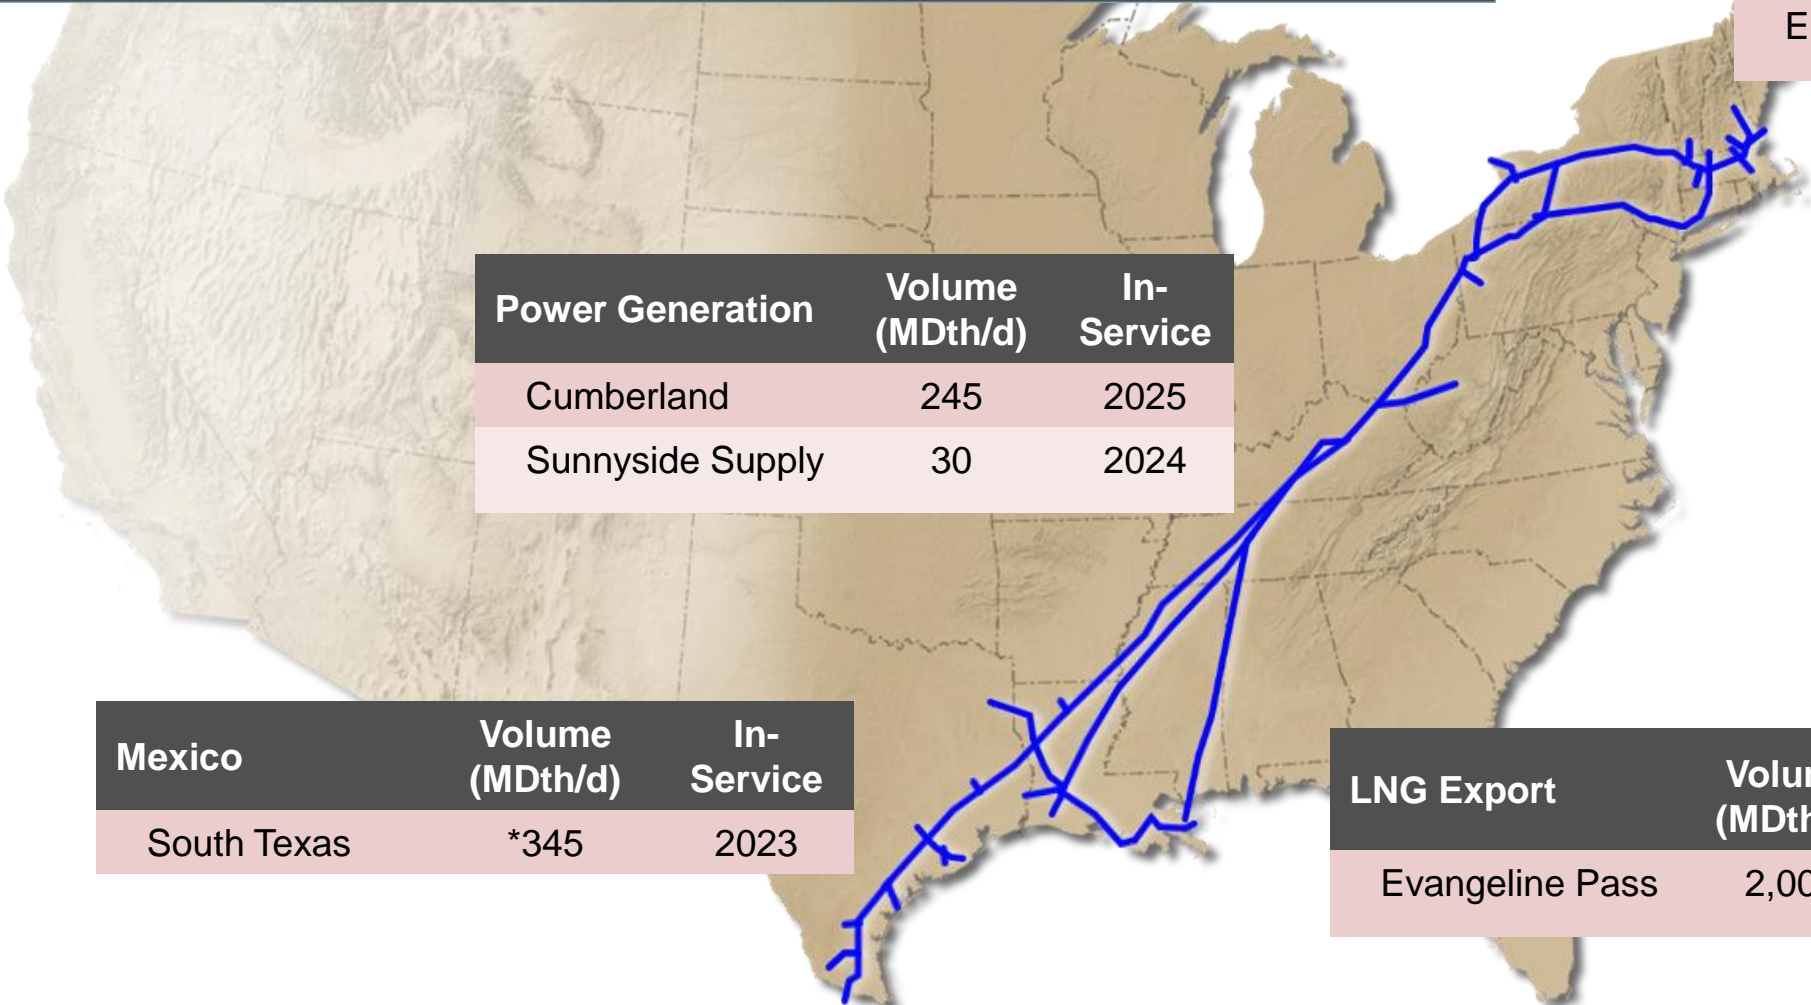 E
Power Generation Volume (MDth/d) In-Service
Cumberland 245 2025
Sunnyside Supply 30 2024
Mexico Volume (MDth/d) In-Service
South Texas *345 2023
LNG Export
Evangeline Pass